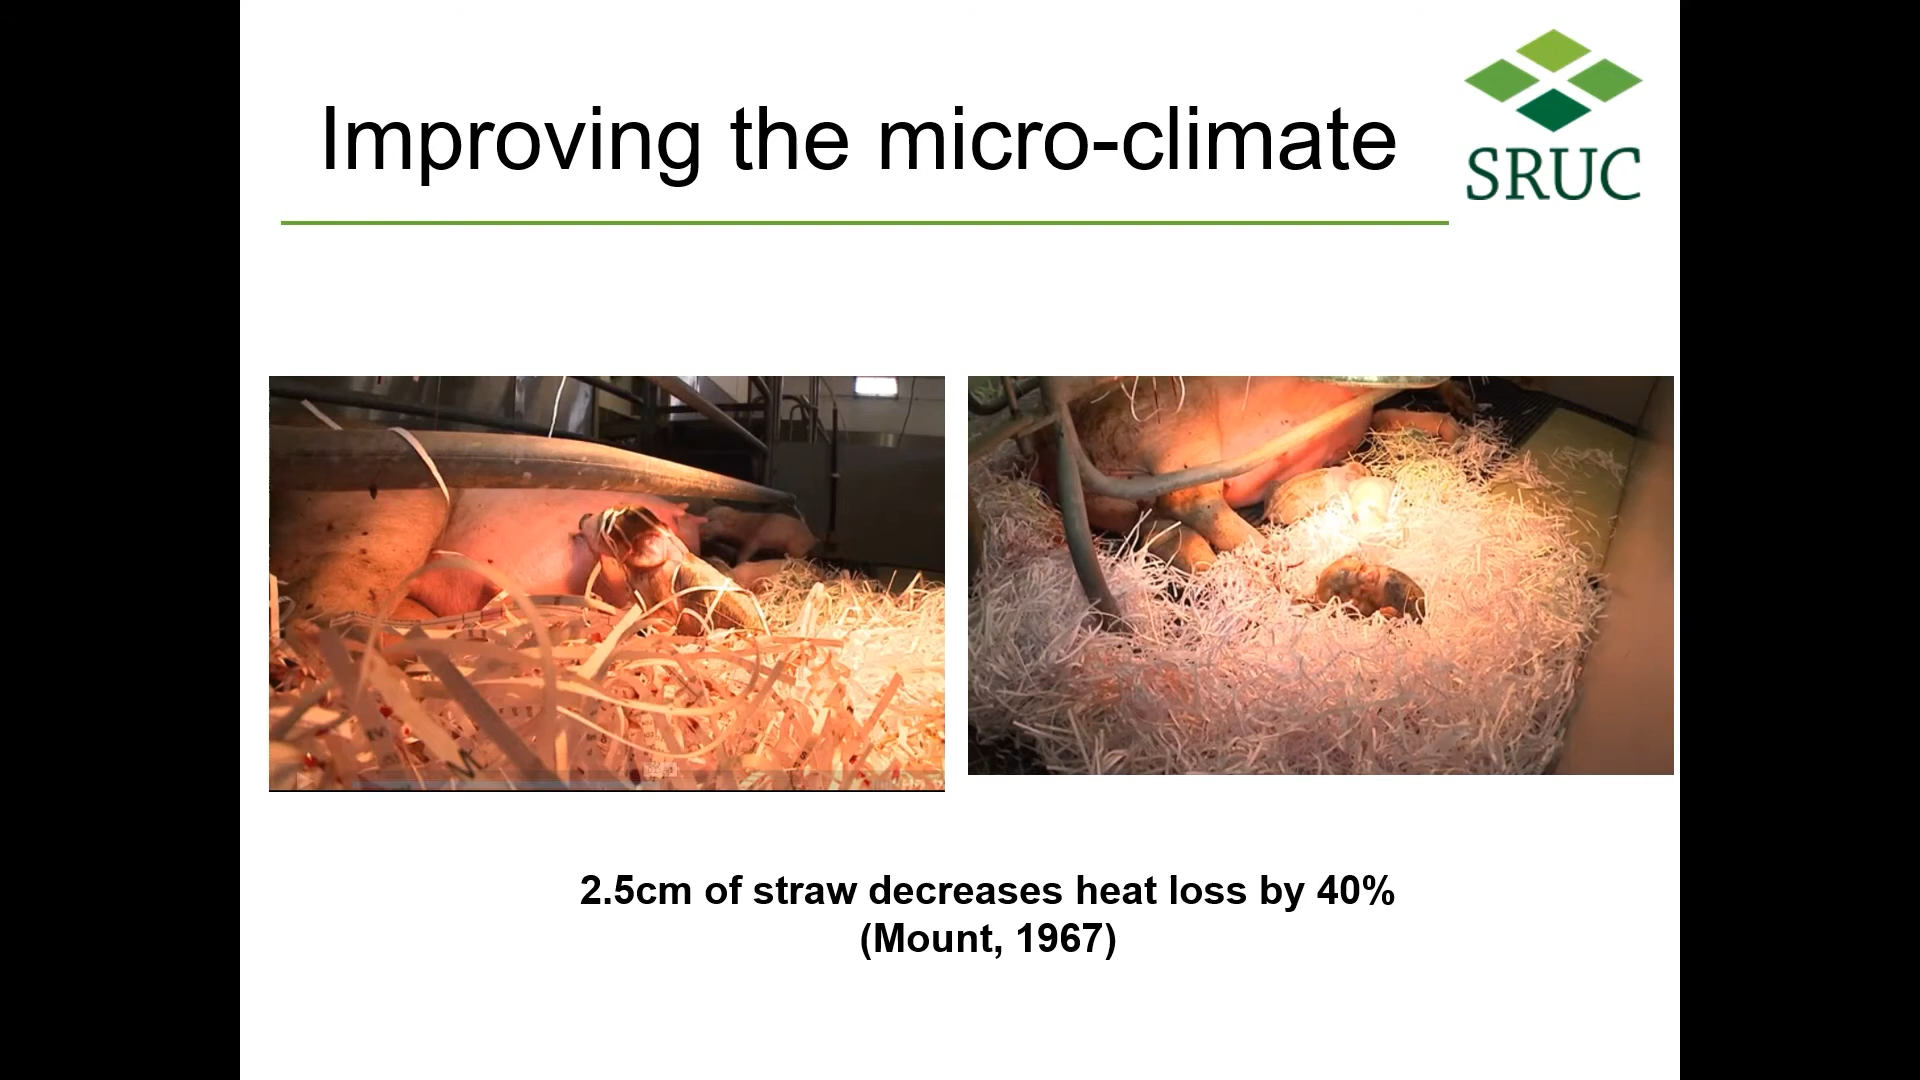 Improving the micro-climate
SRUC
2.5cm of straw decreases heat loss by 40%
(Mount, 1967)